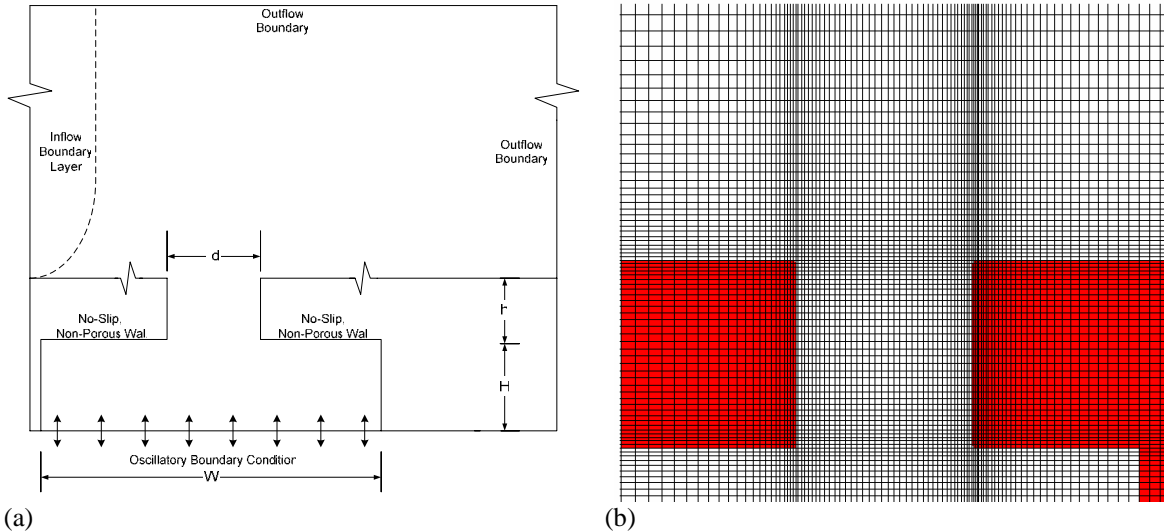 Outflow
Boundary
Inflow
Boundary
Layer
Outflow
Boundary
d
No-Slip,
Non-Porous Wal
No-Slip,
Non-Porous Wal
h
H
Oscillatory Boundary Condition
W
(a)
(b)